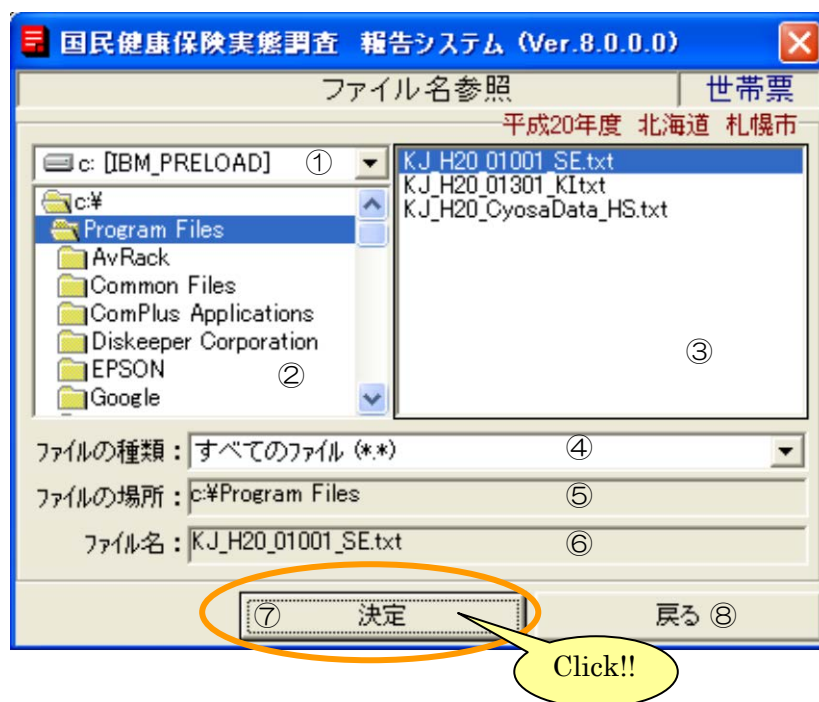 国民健康保険実態調査 報告システム (Ver.8.0.0.0)
ファイル名参照 世帯票
平成20年度 北海道 札幌市
c: [IBM_PRELOAD] ①
c:¥
Program Files
AvRack
Common Files
ComPlus Applications
Diskeeper Corporation
EPSON
Google
②
KJ_H20_01001_SE.txt
KJ_H20_01301_KItxt
KJ_H20_CyosaData_HS.txt
③
ファイルの種類：すべてのファイル (*.*) ④
ファイルの場所：c:¥Program Files ⑤
ファイル名：KJ_H20_01001_SE.txt ⑥
⑦ 決定 戻る ⑧
Click!!